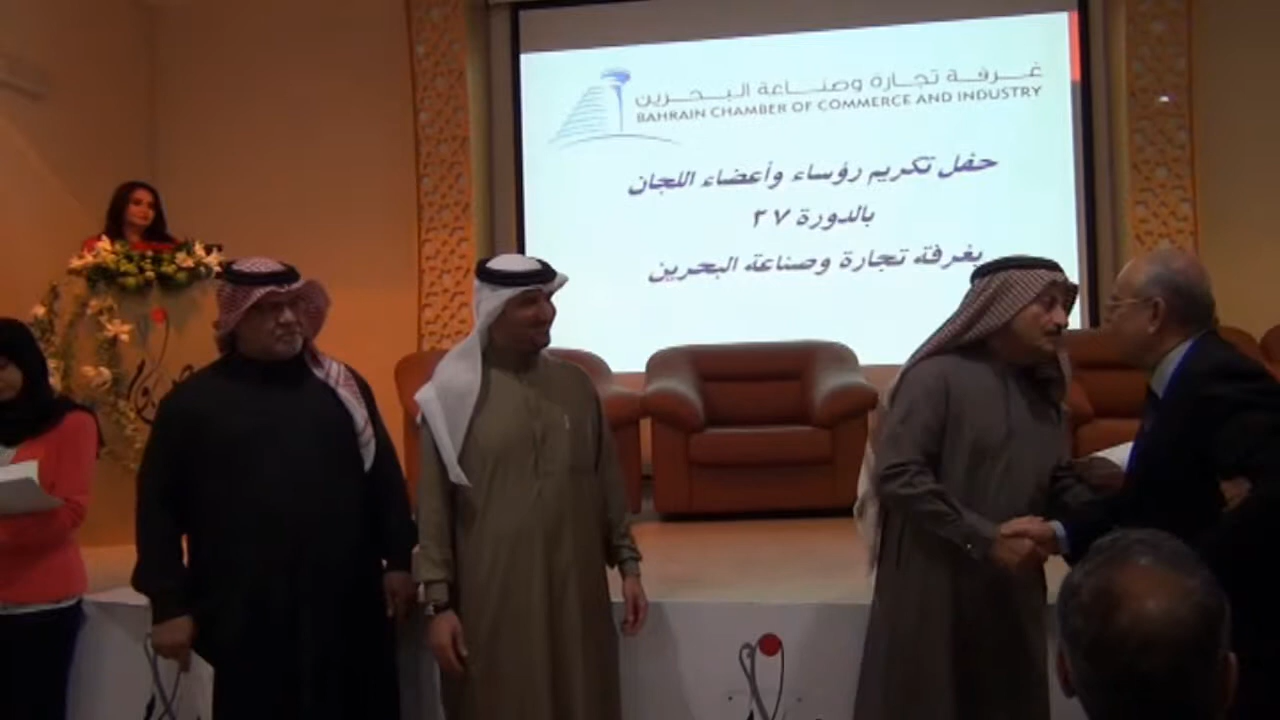 غرفة تجارة وصناعة البحرين
BAHRAIN CHAMBER OF COMMERCE AND INDUSTRY
حفل تكريم رؤساء وأعضاء اللجان
بالدورة ٢٧
بغرفة تجارة وصناعة البحرين